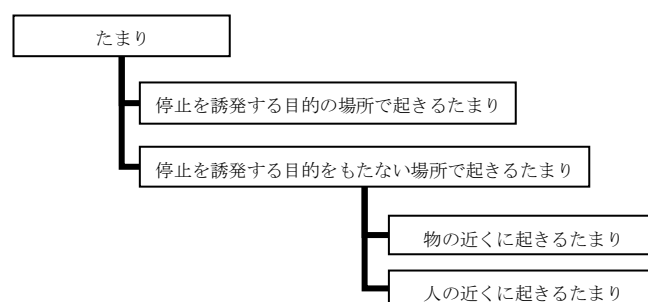 たまり
停止を誘発する目的の場所で起きるたまり
停止を誘発する目的をもたない場所で起きるたまり
物の近くに起きるたまり
人の近くに起きるたまり